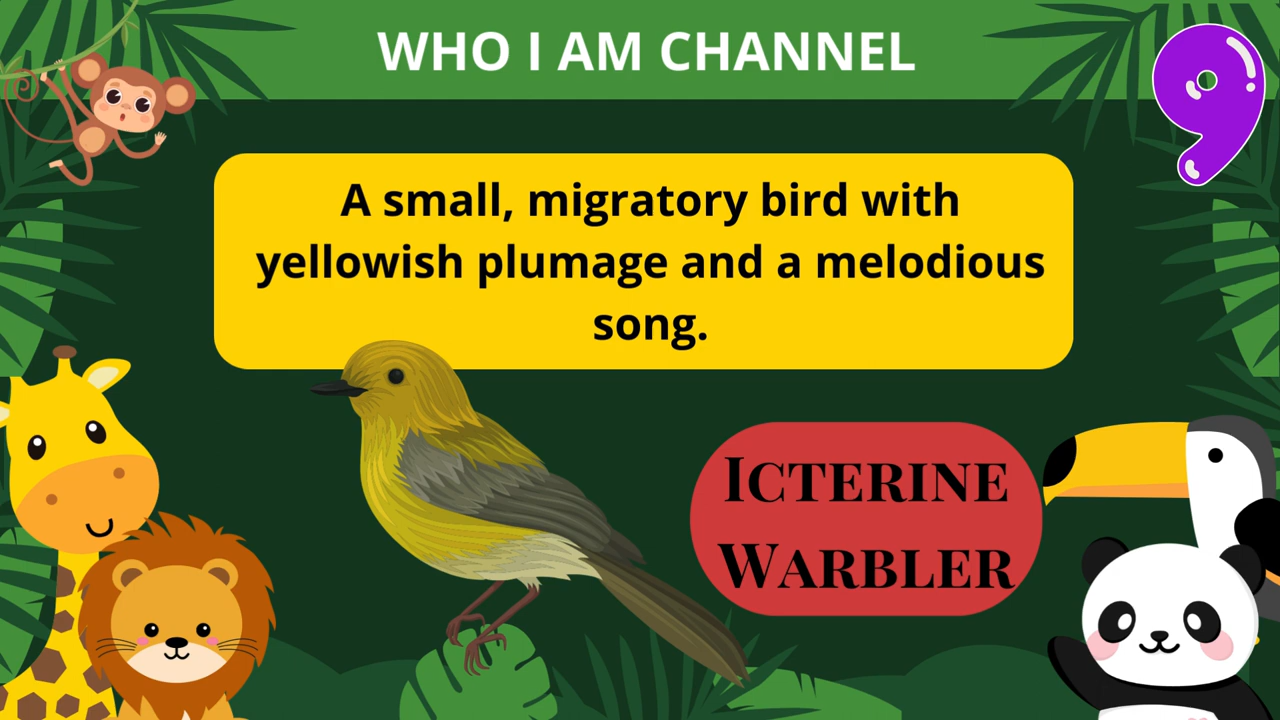 WHO I AM CHANNEL
9
A small, migratory bird with
yellowish plumage and a melodious
song.
ICTERINE
WARBLER